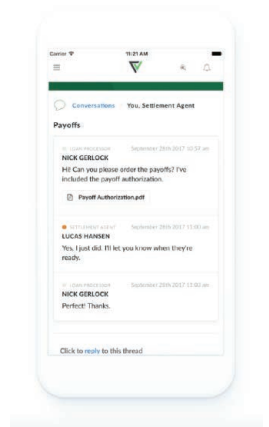 Carrier
11:21 AM
Conversations You, Settlement Agent
Payoffs
LOAN PROCESSOR September 28th 2017 10:57 am
NICK GERLOCK
Hi! Can you please order the payoffs? I've
included the payoff authorization.
Payoff Authorization.pdf
SETTLEMENT AGENT September 28th 2017 11:00 am
LUCAS HANSEN
Yes, I just did. I'll let you know when they're
ready.
LOAN PROCESSOR September 28th 2017 11:00 am
NICK GERLOCK
Perfect! Thanks.
Click to reply to this thread